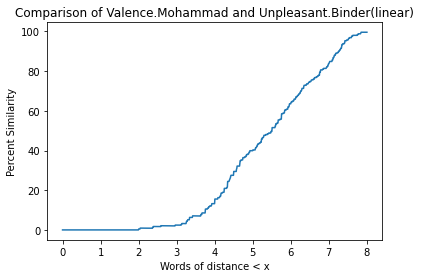 Comparison of Valence.Mohammad and Unpleasant.Binder(linear)
100
80
60
40
20
0
Percent Similarity
0 1 2 3 4 5 6 7 8
Words of distance < x